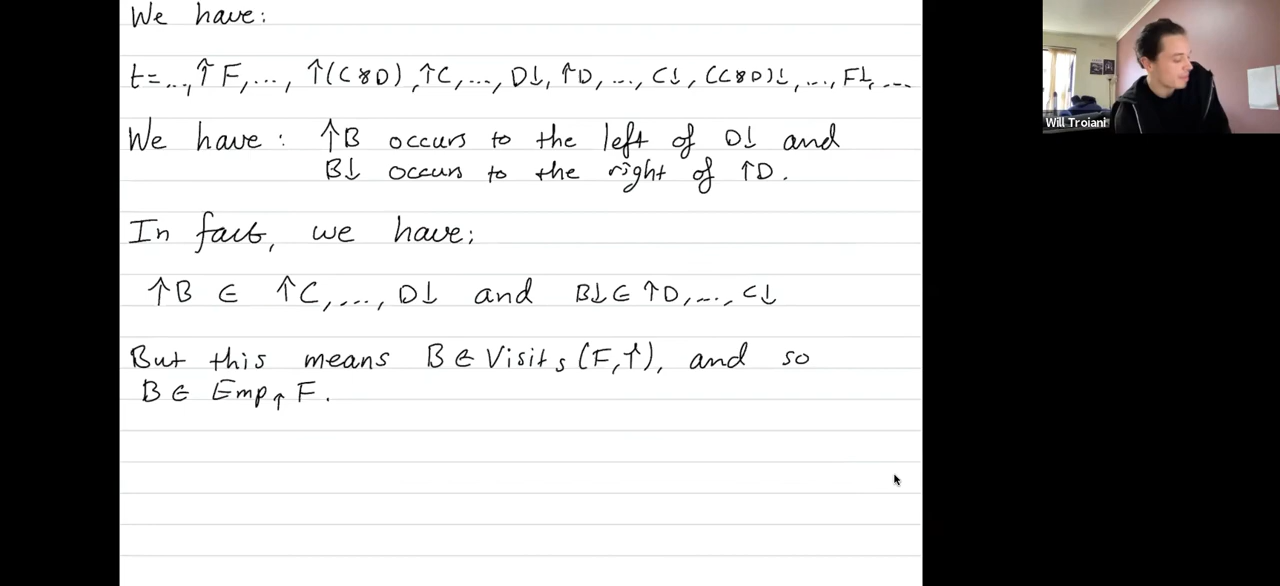 We have:
t = ..., ↑F, ..., ↑(C⅋D), ↑C, ..., D↓, ↑D, ..., C↓, (C⅋D)↓, ..., F↓, ...
We have: ↑B occurs to the left of D↓ and
B↓ occurs to the right of ↑D.
In fact, we have:
↑B ∈ ↑C, ..., D↓ and B↓ ∈ ↑D, ..., C↓
But this means B ∈ Visits(F,↑), and so
B ∈ Emp↑ F.
Will Troiani